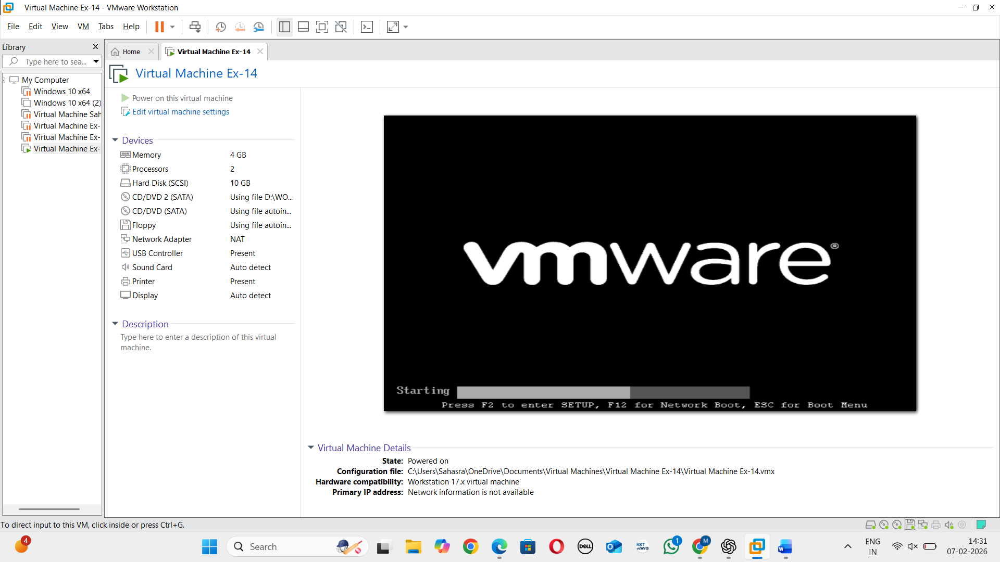 Virtual Machine Ex-14 - VMware Workstation
File Edit View VM Tabs Help
Library
Type here to sea...
My Computer
Windows 10 x64
Windows 10 x64 (2)
Virtual Machine Sah
Virtual Machine Ex-
Virtual Machine Ex-
Virtual Machine Ex-
Home
Virtual Machine Ex-14
Virtual Machine Ex-14
Power on this virtual machine
Edit virtual machine settings
Devices
Memory 4 GB
Processors 2
Hard Disk (SCSI) 10 GB
CD/DVD 2 (SATA) Using file D:\WO...
CD/DVD (SATA) Using file autoin...
Floppy Using file autoin...
Network Adapter NAT
USB Controller Present
Sound Card Auto detect
Printer Present
Display Auto detect
Description
Type here to enter a description of this virtual
machine.
vmware®
Starting
Press F2 to enter SETUP, F12 for Network Boot, ESC for Boot Menu
Virtual Machine Details
State: Powered on
Configuration file: C:\Users\Sahasra\OneDrive\Documents\Virtual Machines\Virtual Machine Ex-14\Virtual Machine Ex-14.vmx
Hardware compatibility: Workstation 17.x virtual machine
Primary IP address: Network information is not available
To direct input to this VM, click inside or press Ctrl+G.
4
Search
DELL
NXT
WAVE
1
M
W
ENG
IN
14:31
07-02-2026